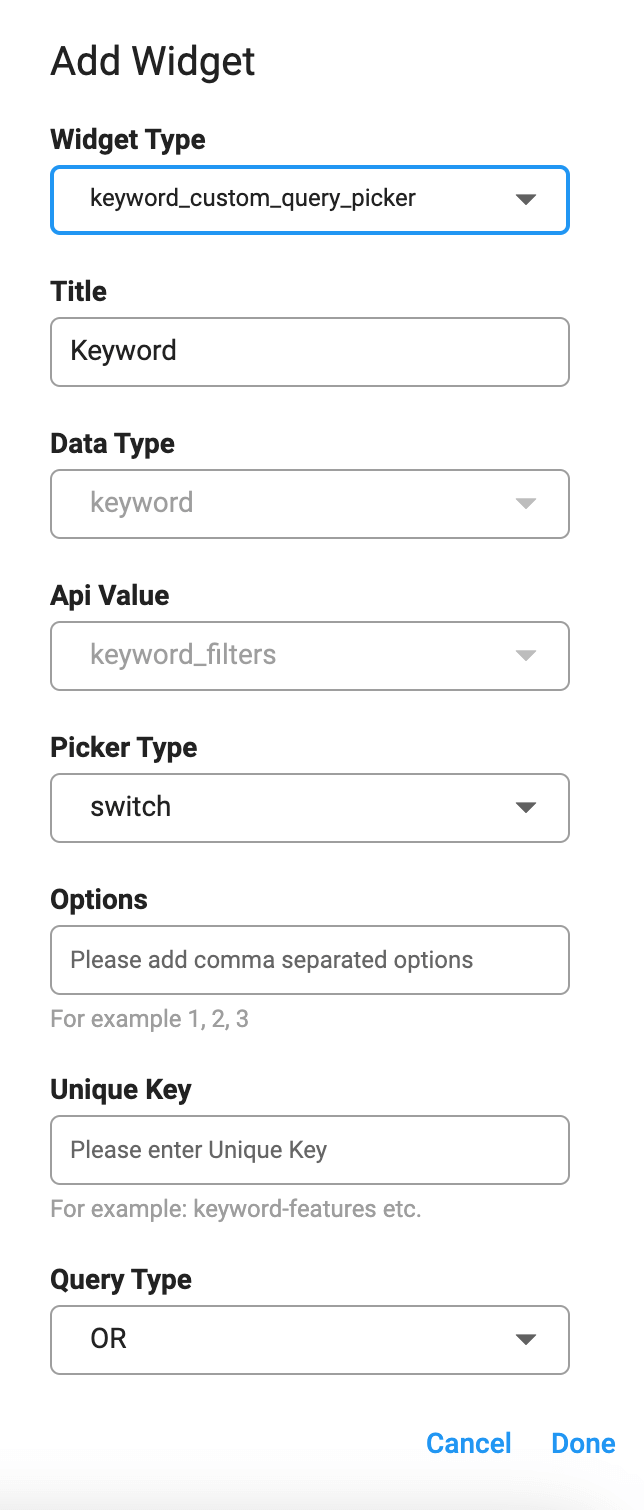 Add Widget
Widget Type
keyword_custom_query_picker
Title
Keyword
Data Type
keyword
Api Value
keyword_filters
Picker Type
switch
Options
Please add comma separated options
For example 1, 2, 3
Unique Key
Please enter Unique Key
For example: keyword-features etc.
Query Type
OR
Cancel Done